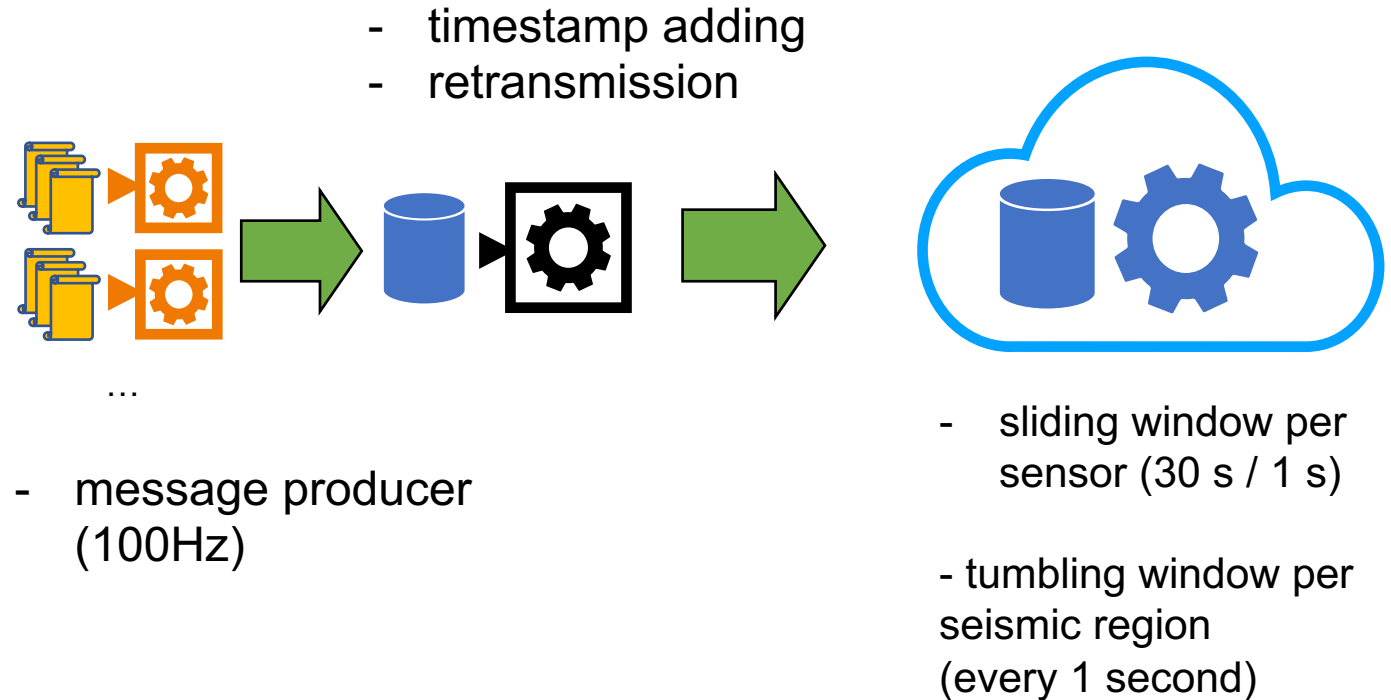 - timestamp adding
- retransmission
...
- message producer
(100Hz)
- sliding window per
sensor (30 s / 1 s)
- tumbling window per
seismic region
(every 1 second)